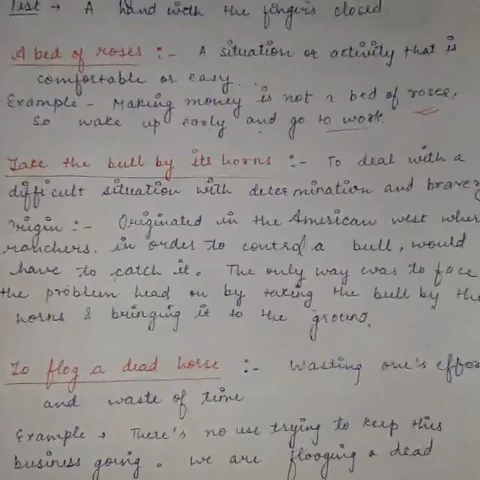 Fist → A hand with the fingers closed.
A bed of roses :- A situation or activity that is
comfortable or easy.
Example - Making money is not a bed of roses,
so wake up early and go to work.
Take the bull by its horns :- To deal with a
difficult situation with determination and bravery
rigin :- Originated in the American west wher
ranchers. in order to control a bull, would
have to catch it. The only way was to face
the problem head on by taking the bull by the
horns & bringing it to the ground.
To flog a dead horse :- Wasting one's effor
and waste of time
Example → There's no use trying to keep this
business going. We are flooging a dead